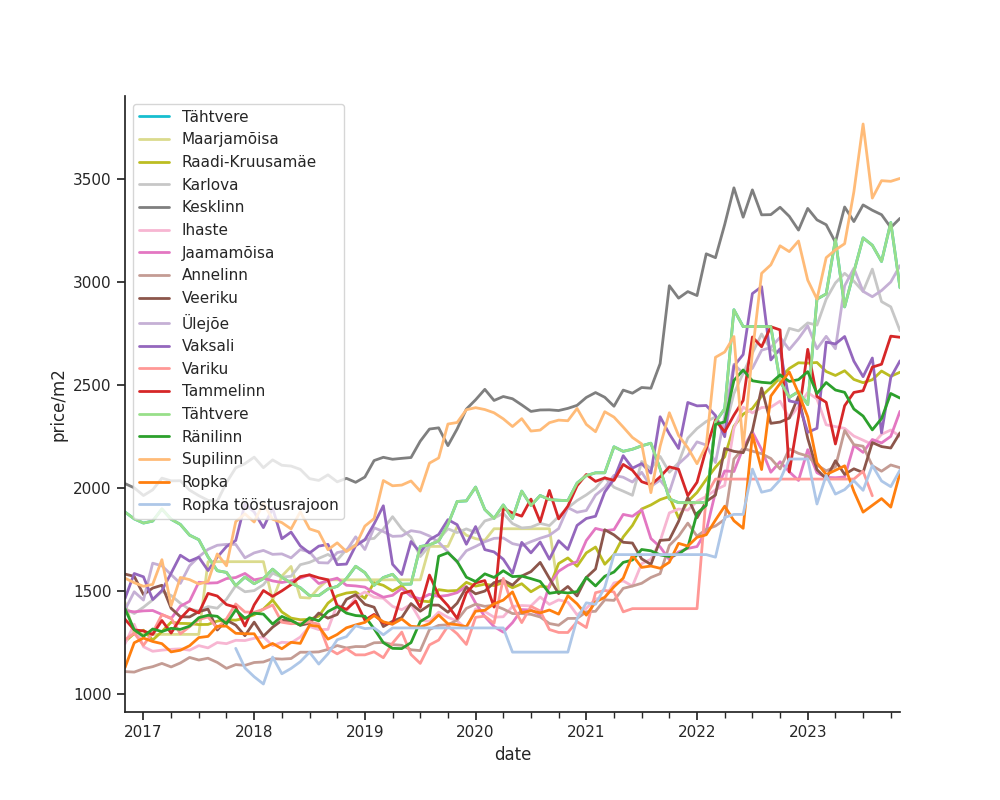 Tähtvere
Maarjamõisa
Raadi-Kruusamäe
Karlova
Kesklinn
Ihaste
Jaamamõisa
Annelinn
Veeriku
Ülejõe
Vaksali
Variku
Tammelinn
Tähtvere
Ränilinn
Supilinn
Ropka
Ropka tööstusrajoon
price/m2
3500
3000
2500
2000
1500
1000
2017 2018 2019 2020 2021 2022 2023
date